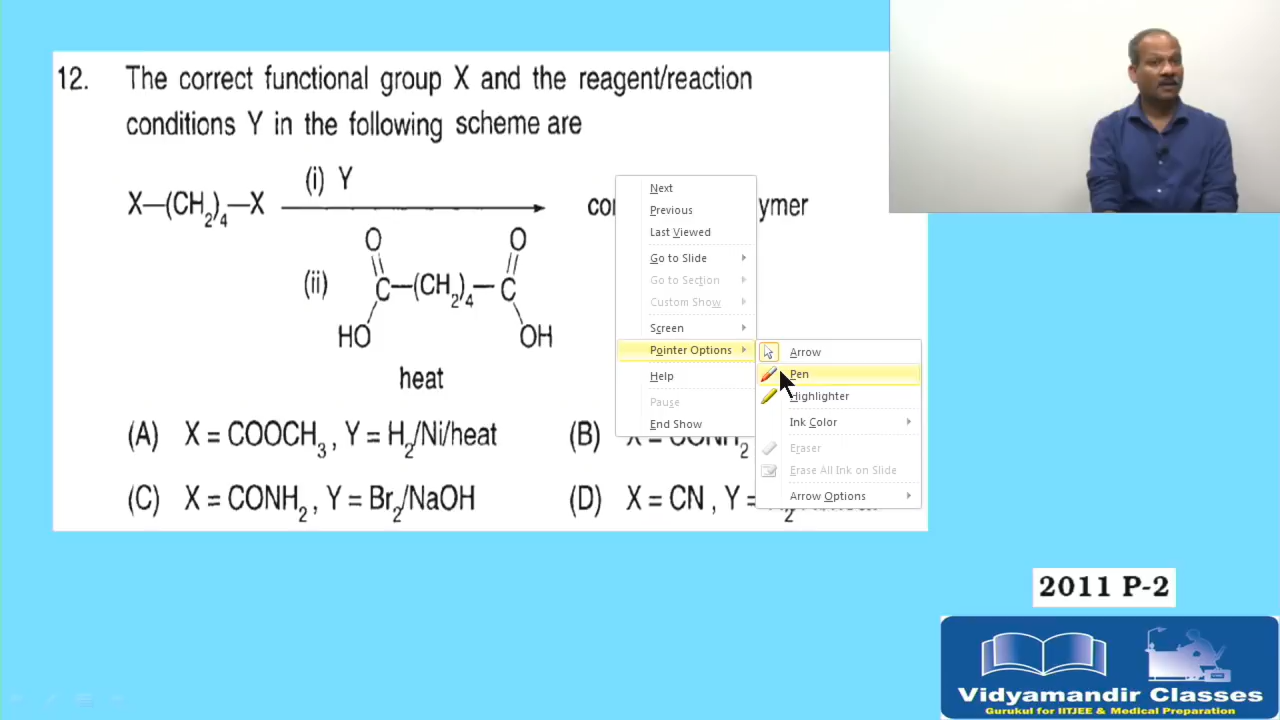 12. The correct functional group X and the reagent/reaction
conditions Y in the following scheme are
X—(CH2)4—X
(i) Y
(ii)
O O
C—(CH2)4—C
HO OH
heat
(A) X = COOCH3, Y = H2/Ni/heat
(B)
(C) X = CONH2, Y = Br2/NaOH
(D) X = CN, Y =
Next
Previous
Last Viewed
Go to Slide
Go to Section
Custom Show
Screen
Pointer Options
Help
Pause
End Show
Arrow
Pen
Highlighter
Ink Color
Eraser
Erase All Ink on Slide
Arrow Options
2011 P-2
Vidyamandir Classes
Gurukul for IITJEE & Medical Preparation